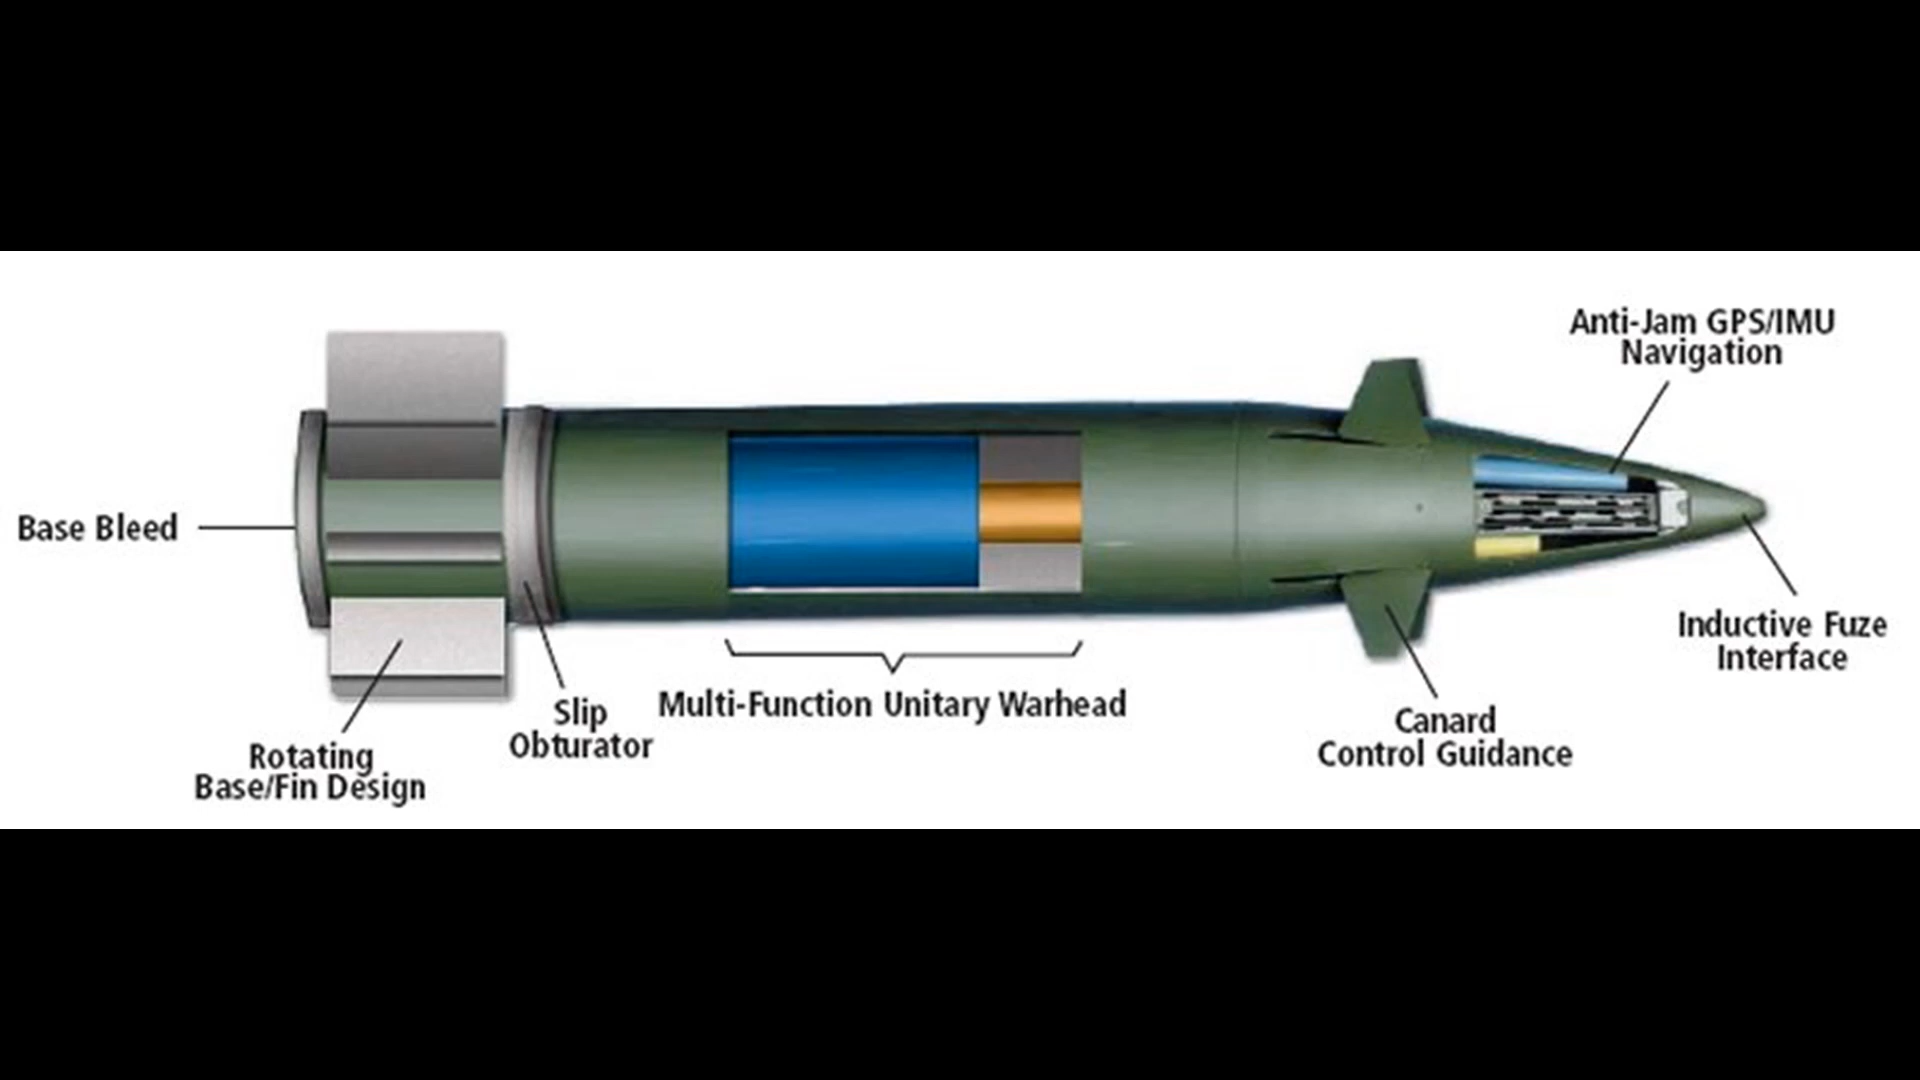 Anti-Jam GPS/IMU
Navigation
Base Bleed
Inductive Fuze
Interface
Slip
Obturator
Multi-Function Unitary Warhead
Canard
Control Guidance
Rotating
Base/Fin Design